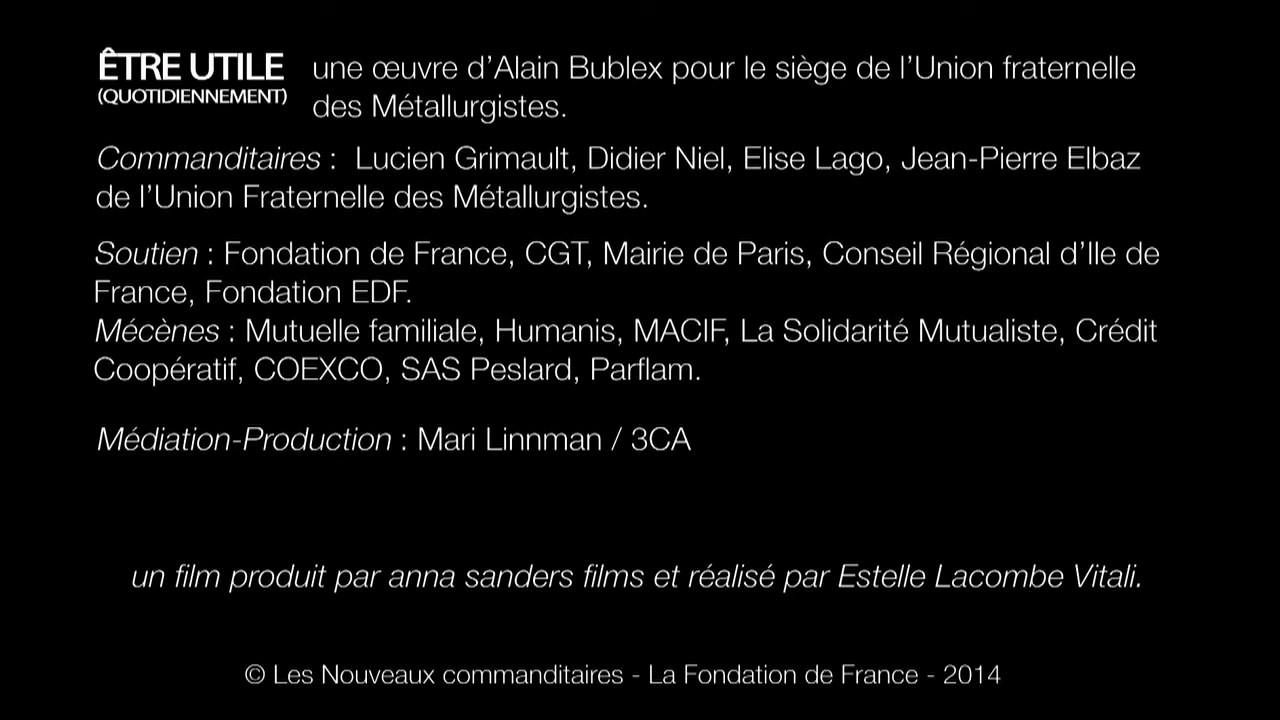 ÊTRE UTILE
(QUOTIDIENNEMENT)
une œuvre d’Alain Bublex pour le siège de l’Union fraternelle
des Métallurgistes.
Commanditaires :  Lucien Grimault, Didier Niel, Elise Lago, Jean-Pierre Elbaz
de l’Union Fraternelle des Métallurgistes.
Soutien : Fondation de France, CGT, Mairie de Paris, Conseil Régional d’Ile de
France, Fondation EDF.
Mécènes : Mutuelle familiale, Humanis, MACIF, La Solidarité Mutualiste, Crédit
Coopératif, COEXCO, SAS Peslard, Parflam.
Médiation-Production : Mari Linnman / 3CA
un film produit par anna sanders films et réalisé par Estelle Lacombe Vitali.
© Les Nouveaux commanditaires - La Fondation de France - 2014